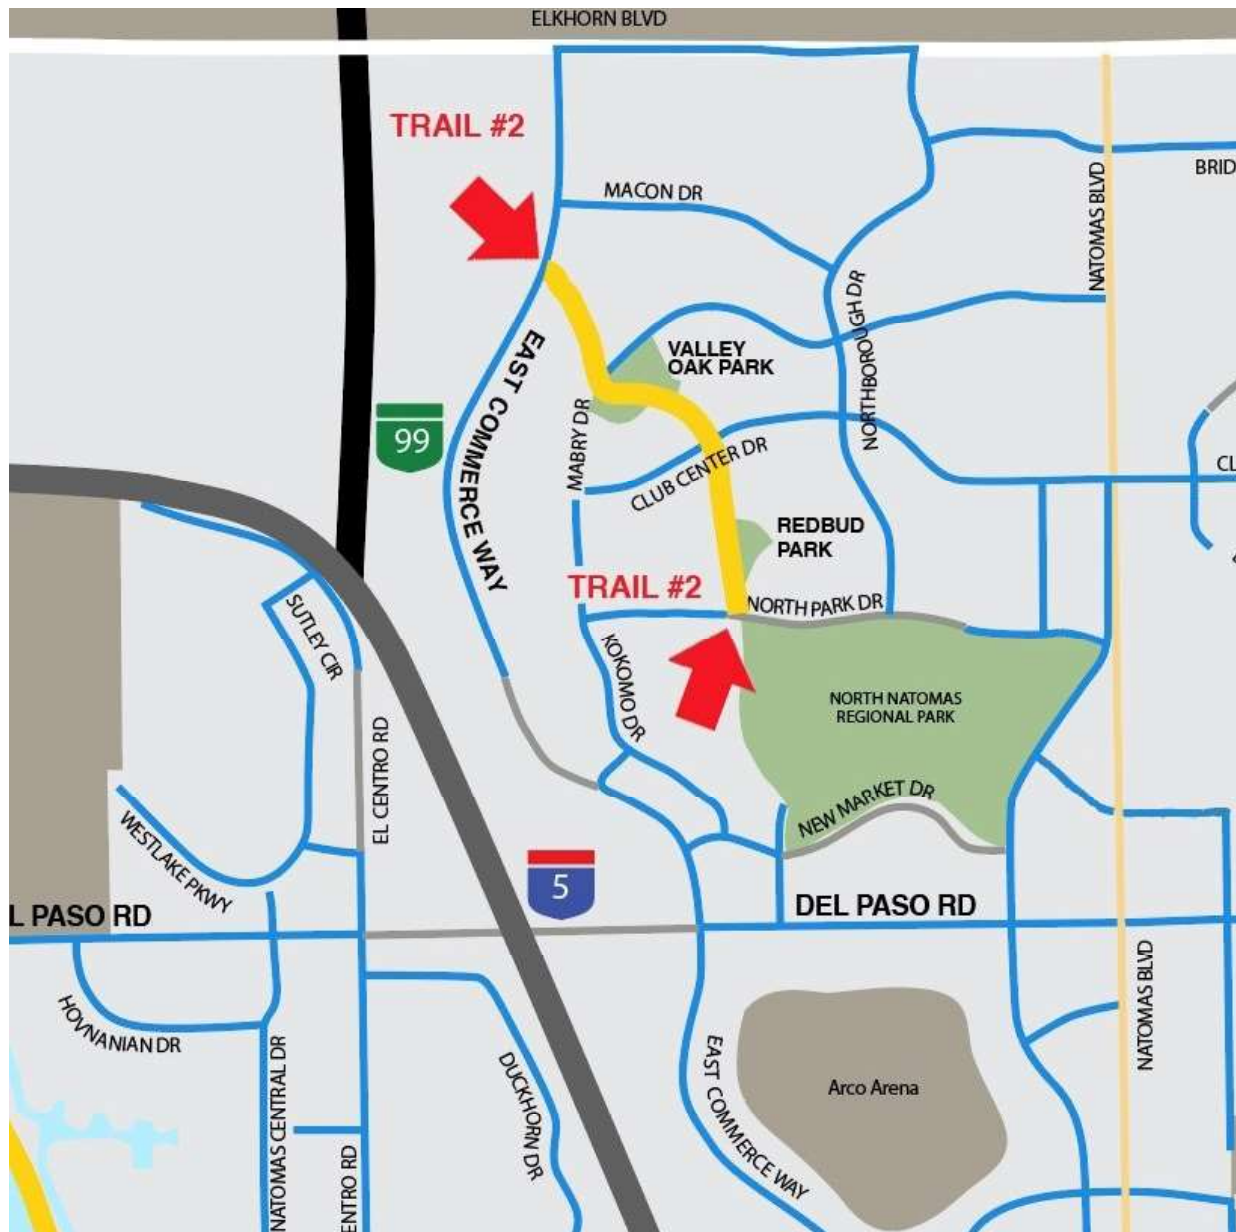 ELKHORN BLVD
TRAIL #2
MACON DR
BRID
NATOMAS BLVD
NORTHBOROUGH DR
EAST COMMERCE WAY
VALLEY
OAK PARK
99
MABRY DR
CLUB CENTER DR
CL
REDBUD
PARK
TRAIL #2
NORTH PARK DR
SUTLEY CIR
KOKOMO DR
NORTH NATOMAS
REGIONAL PARK
EL CENTRO RD
NEW MARKET DR
WESTLAKE PKWY
5
L PASO RD
DEL PASO RD
NATOMAS BLVD
HOVNANIAN DR
NATOMAS CENTRAL DR
DUCKHORN DR
EAST COMMERCE WAY
Arco Arena
ENTRO RD